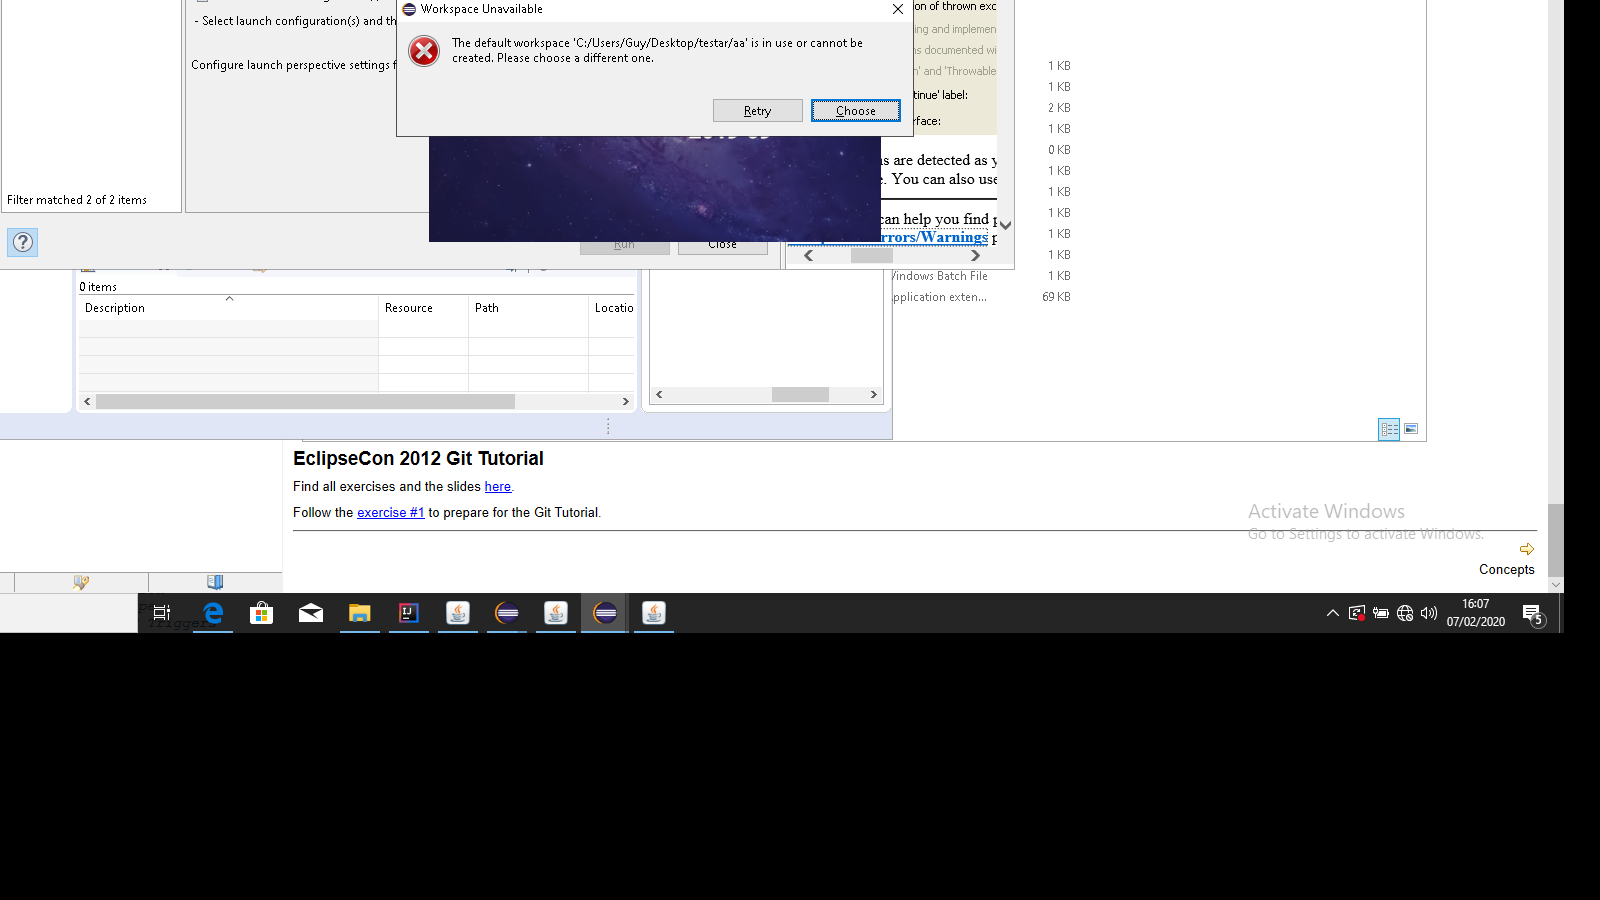 Workspace Unavailable
The default workspace 'C:/Users/Guy/Desktop/testar/aa' is in use or cannot be
created. Please choose a different one.
Retry
Choose
- Select launch configuration(s) and th
Configure launch perspective settings f
Filter matched 2 of 2 items
Run
Close
on of thrown exc
ing and implemen
s documented wi
n' and 'Throwable
tinue' label:
rface:
s are detected as y
. You can also use
can help you find p
rrors/Warnings p
1 KB
1 KB
2 KB
1 KB
0 KB
1 KB
1 KB
1 KB
1 KB
1 KB
indows Batch File 1 KB
pplication exten... 69 KB
0 items
Description Resource Path Locatio
EclipseCon 2012 Git Tutorial
Find all exercises and the slides here.
Follow the exercise #1 to prepare for the Git Tutorial.
Activate Windows
Go to Settings to activate Windows.
Concepts
Triggers
16:07
07/02/2020
5